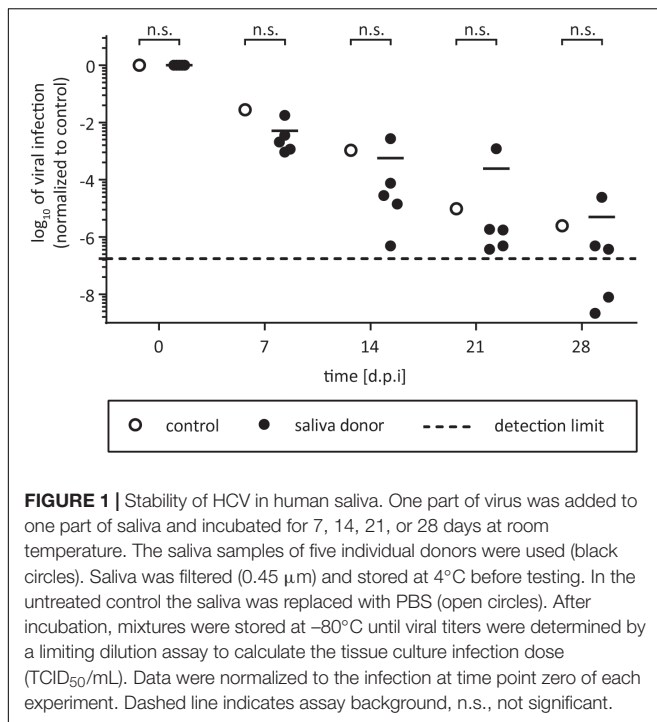 n.s. n.s. n.s. n.s. n.s.
0
-2
-4
-6
-8
log10 of viral infection
(normalized to control)
0 7 14 21 28
time [d.p.i]
control saliva donor detection limit
FIGURE 1 | Stability of HCV in human saliva. One part of virus was added to
one part of saliva and incubated for 7, 14, 21, or 28 days at room
temperature. The saliva samples of five individual donors were used (black
circles). Saliva was filtered (0.45 μm) and stored at 4°C before testing. In the
untreated control the saliva was replaced with PBS (open circles). After
incubation, mixtures were stored at –80°C until viral titers were determined by
a limiting dilution assay to calculate the tissue culture infection dose
(TCID50/mL). Data were normalized to the infection at time point zero of each
experiment. Dashed line indicates assay background, n.s., not significant.